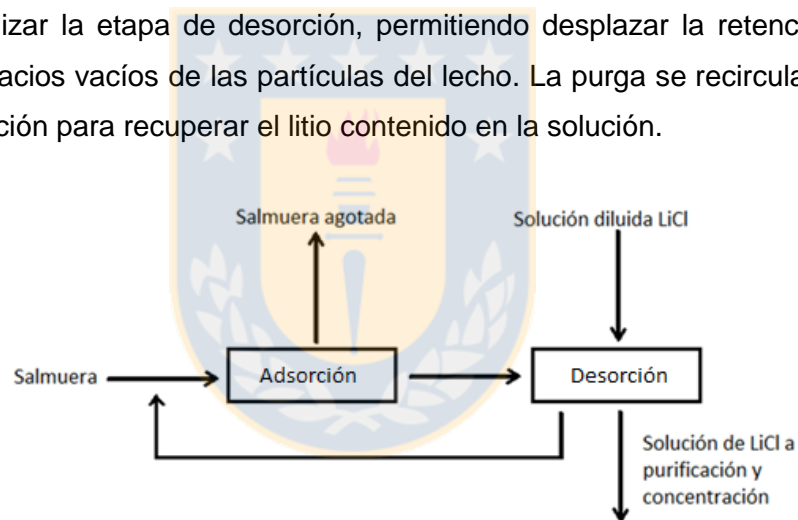 izar la etapa de desorción, permitiendo desplazar la retenc
acios vacíos de las partículas del lecho. La purga se recircula
ción para recuperar el litio contenido en la solución.
Salmuera agotada
Solución diluida LiCl
Salmuera
Adsorción
Desorción
Solución de LiCl a
purificación y
concentración